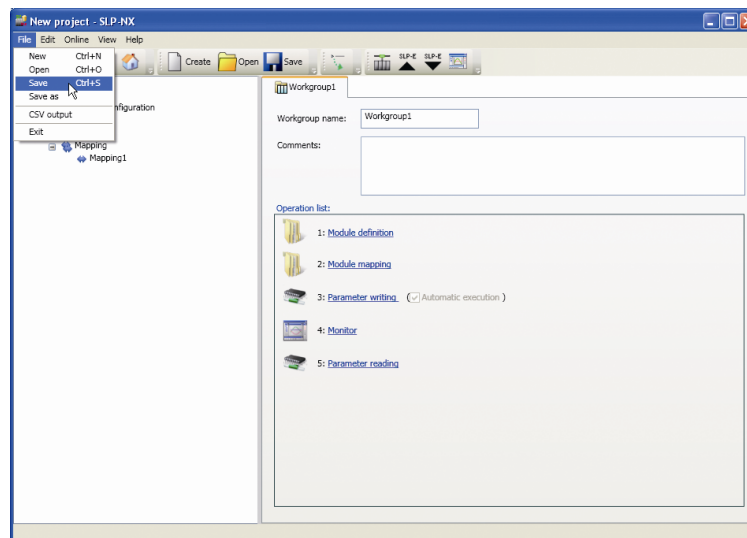 New project - SLP-NX
File Edit Online View Help
New Ctrl+N
Open Ctrl+O
Save Ctrl+S
Save as
CSV output
Exit
Create Open Save SLP-E SLP-E
nfiguration
Mapping
Mapping1
Workgroup1
Workgroup name: Workgroup1
Comments:
Operation list:
1: Module definition
2: Module mapping
3: Parameter writing ( Automatic execution )
4: Monitor
5: Parameter reading